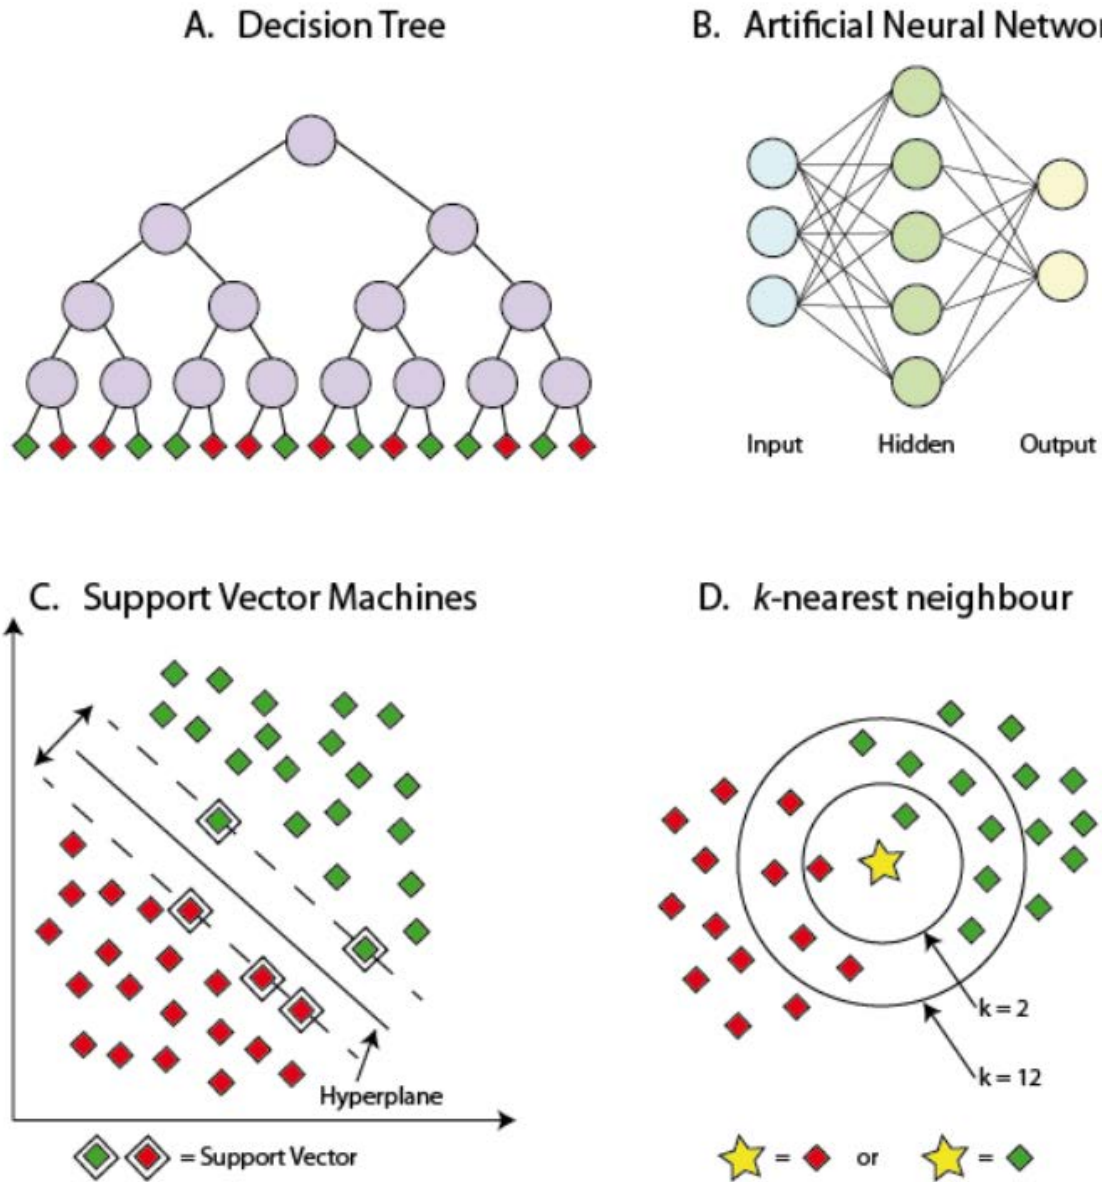 A. Decision Tree
B. Artificial Neural Networ
Input Hidden Output
C. Support Vector Machines
Hyperplane
= Support Vector
D. k-nearest neighbour
k = 2
k = 12
= or =